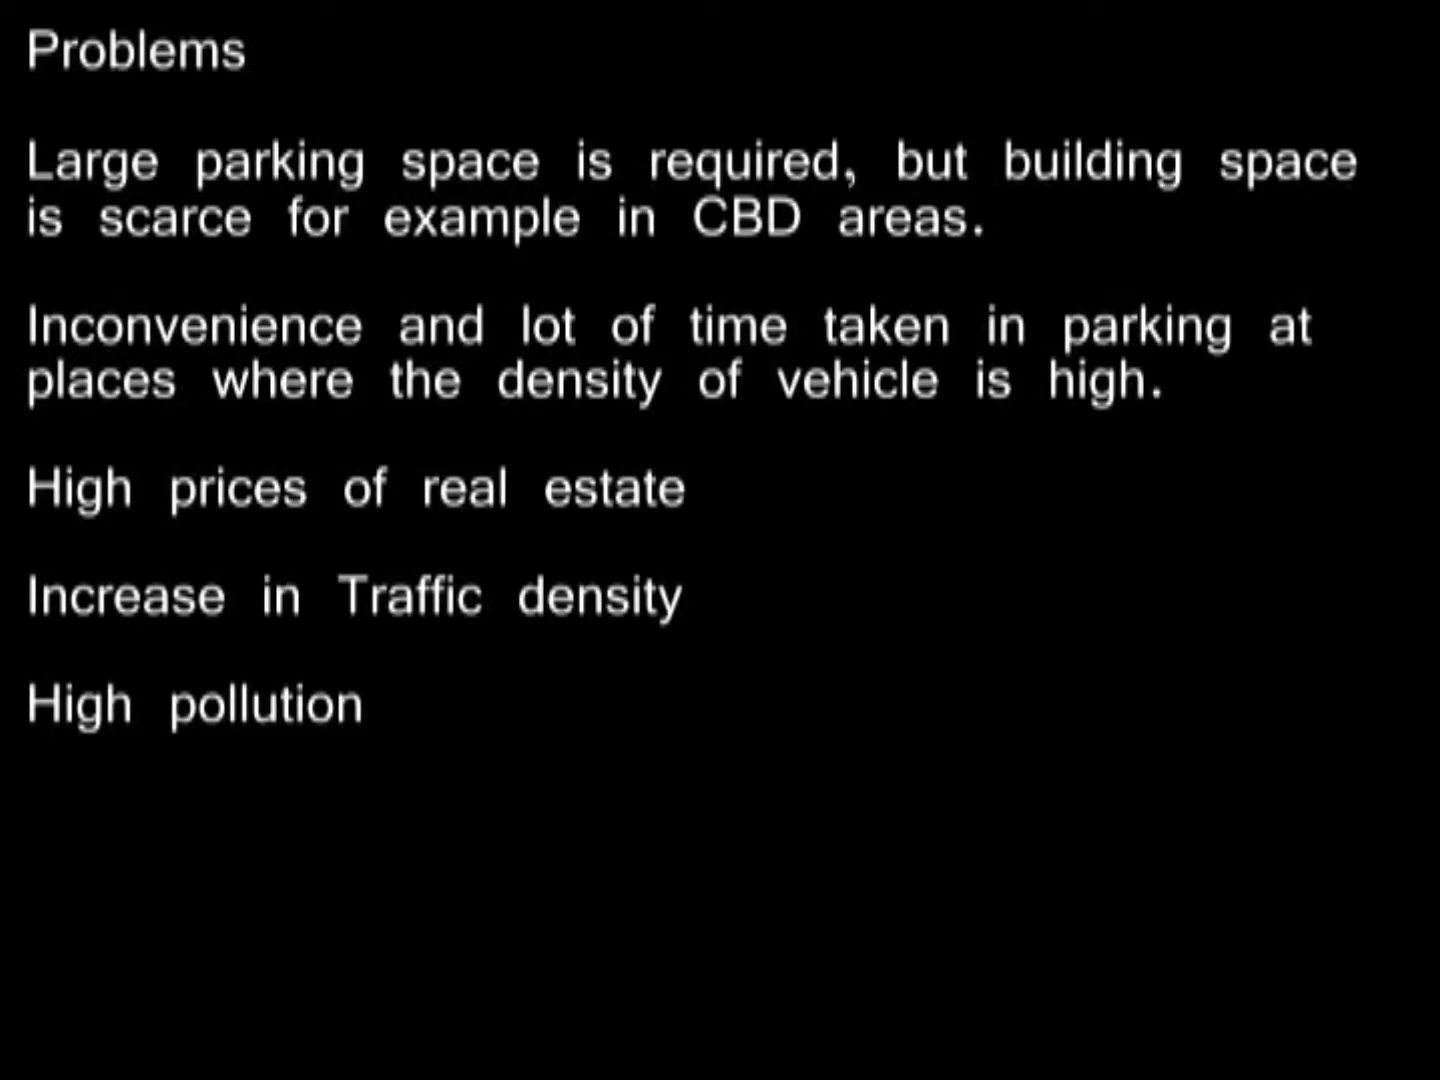 Problems
Large parking space is required, but building space
is scarce for example in CBD areas.
Inconvenience and lot of time taken in parking at
places where the density of vehicle is high.
High prices of real estate
Increase in Traffic density
High pollution